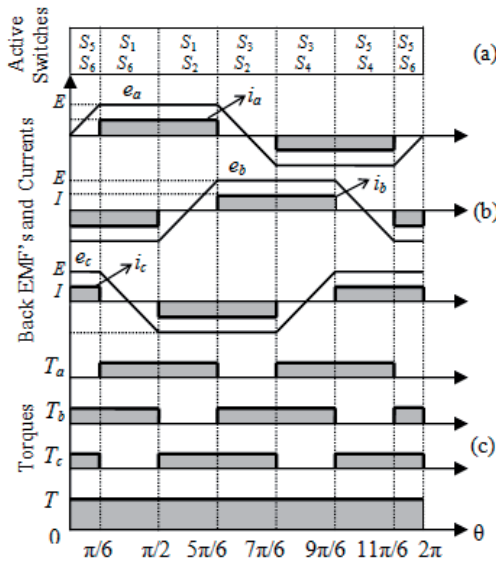 Active
Switches
S5 S1 S1 S3 S3 S5 S5
S6 S6 S2 S2 S4 S4 S6
(a)
Back EMF's and Currents
E
ea
ia
E
I
eb
ib
(b)
E
I
ec
ic
Torques
Ta
Tb
Tc
(c)
T
0
θ
π/6 π/2 5π/6 7π/6 9π/6 11π/6 2π